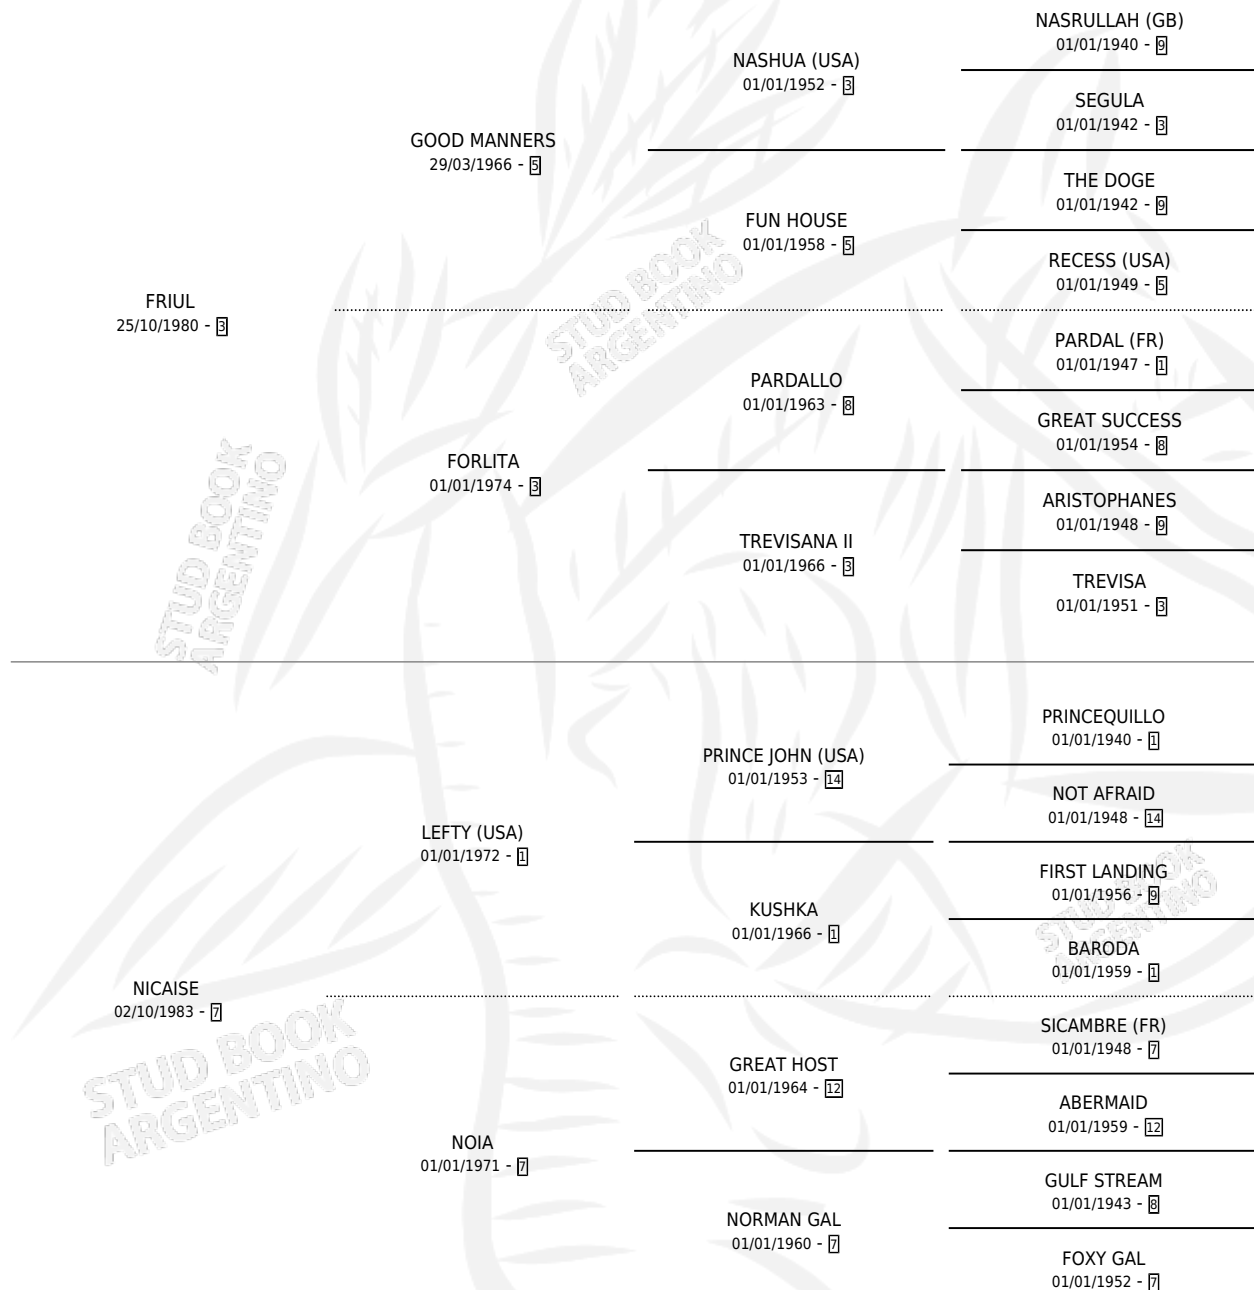 NASRULLAH (GB)
01/01/1940 - 9
NASHUA (USA)
01/01/1952 - 3
SEGULA
01/01/1942 - 3
GOOD MANNERS
29/03/1966 - 5
THE DOGE
01/01/1942 - 9
FUN HOUSE
01/01/1958 - 5
RECESS (USA)
01/01/1949 - 5
FRIUL
25/10/1980 - 3
PARDAL (FR)
01/01/1947 - 1
PARDALLO
01/01/1963 - 8
GREAT SUCCESS
01/01/1954 - 8
FORLITA
01/01/1974 - 3
ARISTOPHANES
01/01/1948 - 9
TREVISANA II
01/01/1966 - 3
TREVISA
01/01/1951 - 3
PRINCEQUILLO
01/01/1940 - 1
PRINCE JOHN (USA)
01/01/1953 - 14
NOT AFRAID
01/01/1948 - 14
LEFTY (USA)
01/01/1972 - 1
FIRST LANDING
01/01/1956 - 9
KUSHKA
01/01/1966 - 1
BARODA
01/01/1959 - 1
NICAISE
02/10/1983 - 7
SICAMBRE (FR)
01/01/1948 - 7
GREAT HOST
01/01/1964 - 12
ABERMAID
01/01/1959 - 12
NOIA
01/01/1971 - 7
GULF STREAM
01/01/1943 - 8
NORMAN GAL
01/01/1960 - 7
FOXY GAL
01/01/1952 - 7
STUD BOOK
ARGENTINO
STUD BOOK
ARGENTINO
STUD BOOK
ARGENTINO
STUD BOOK
ARGENTINO